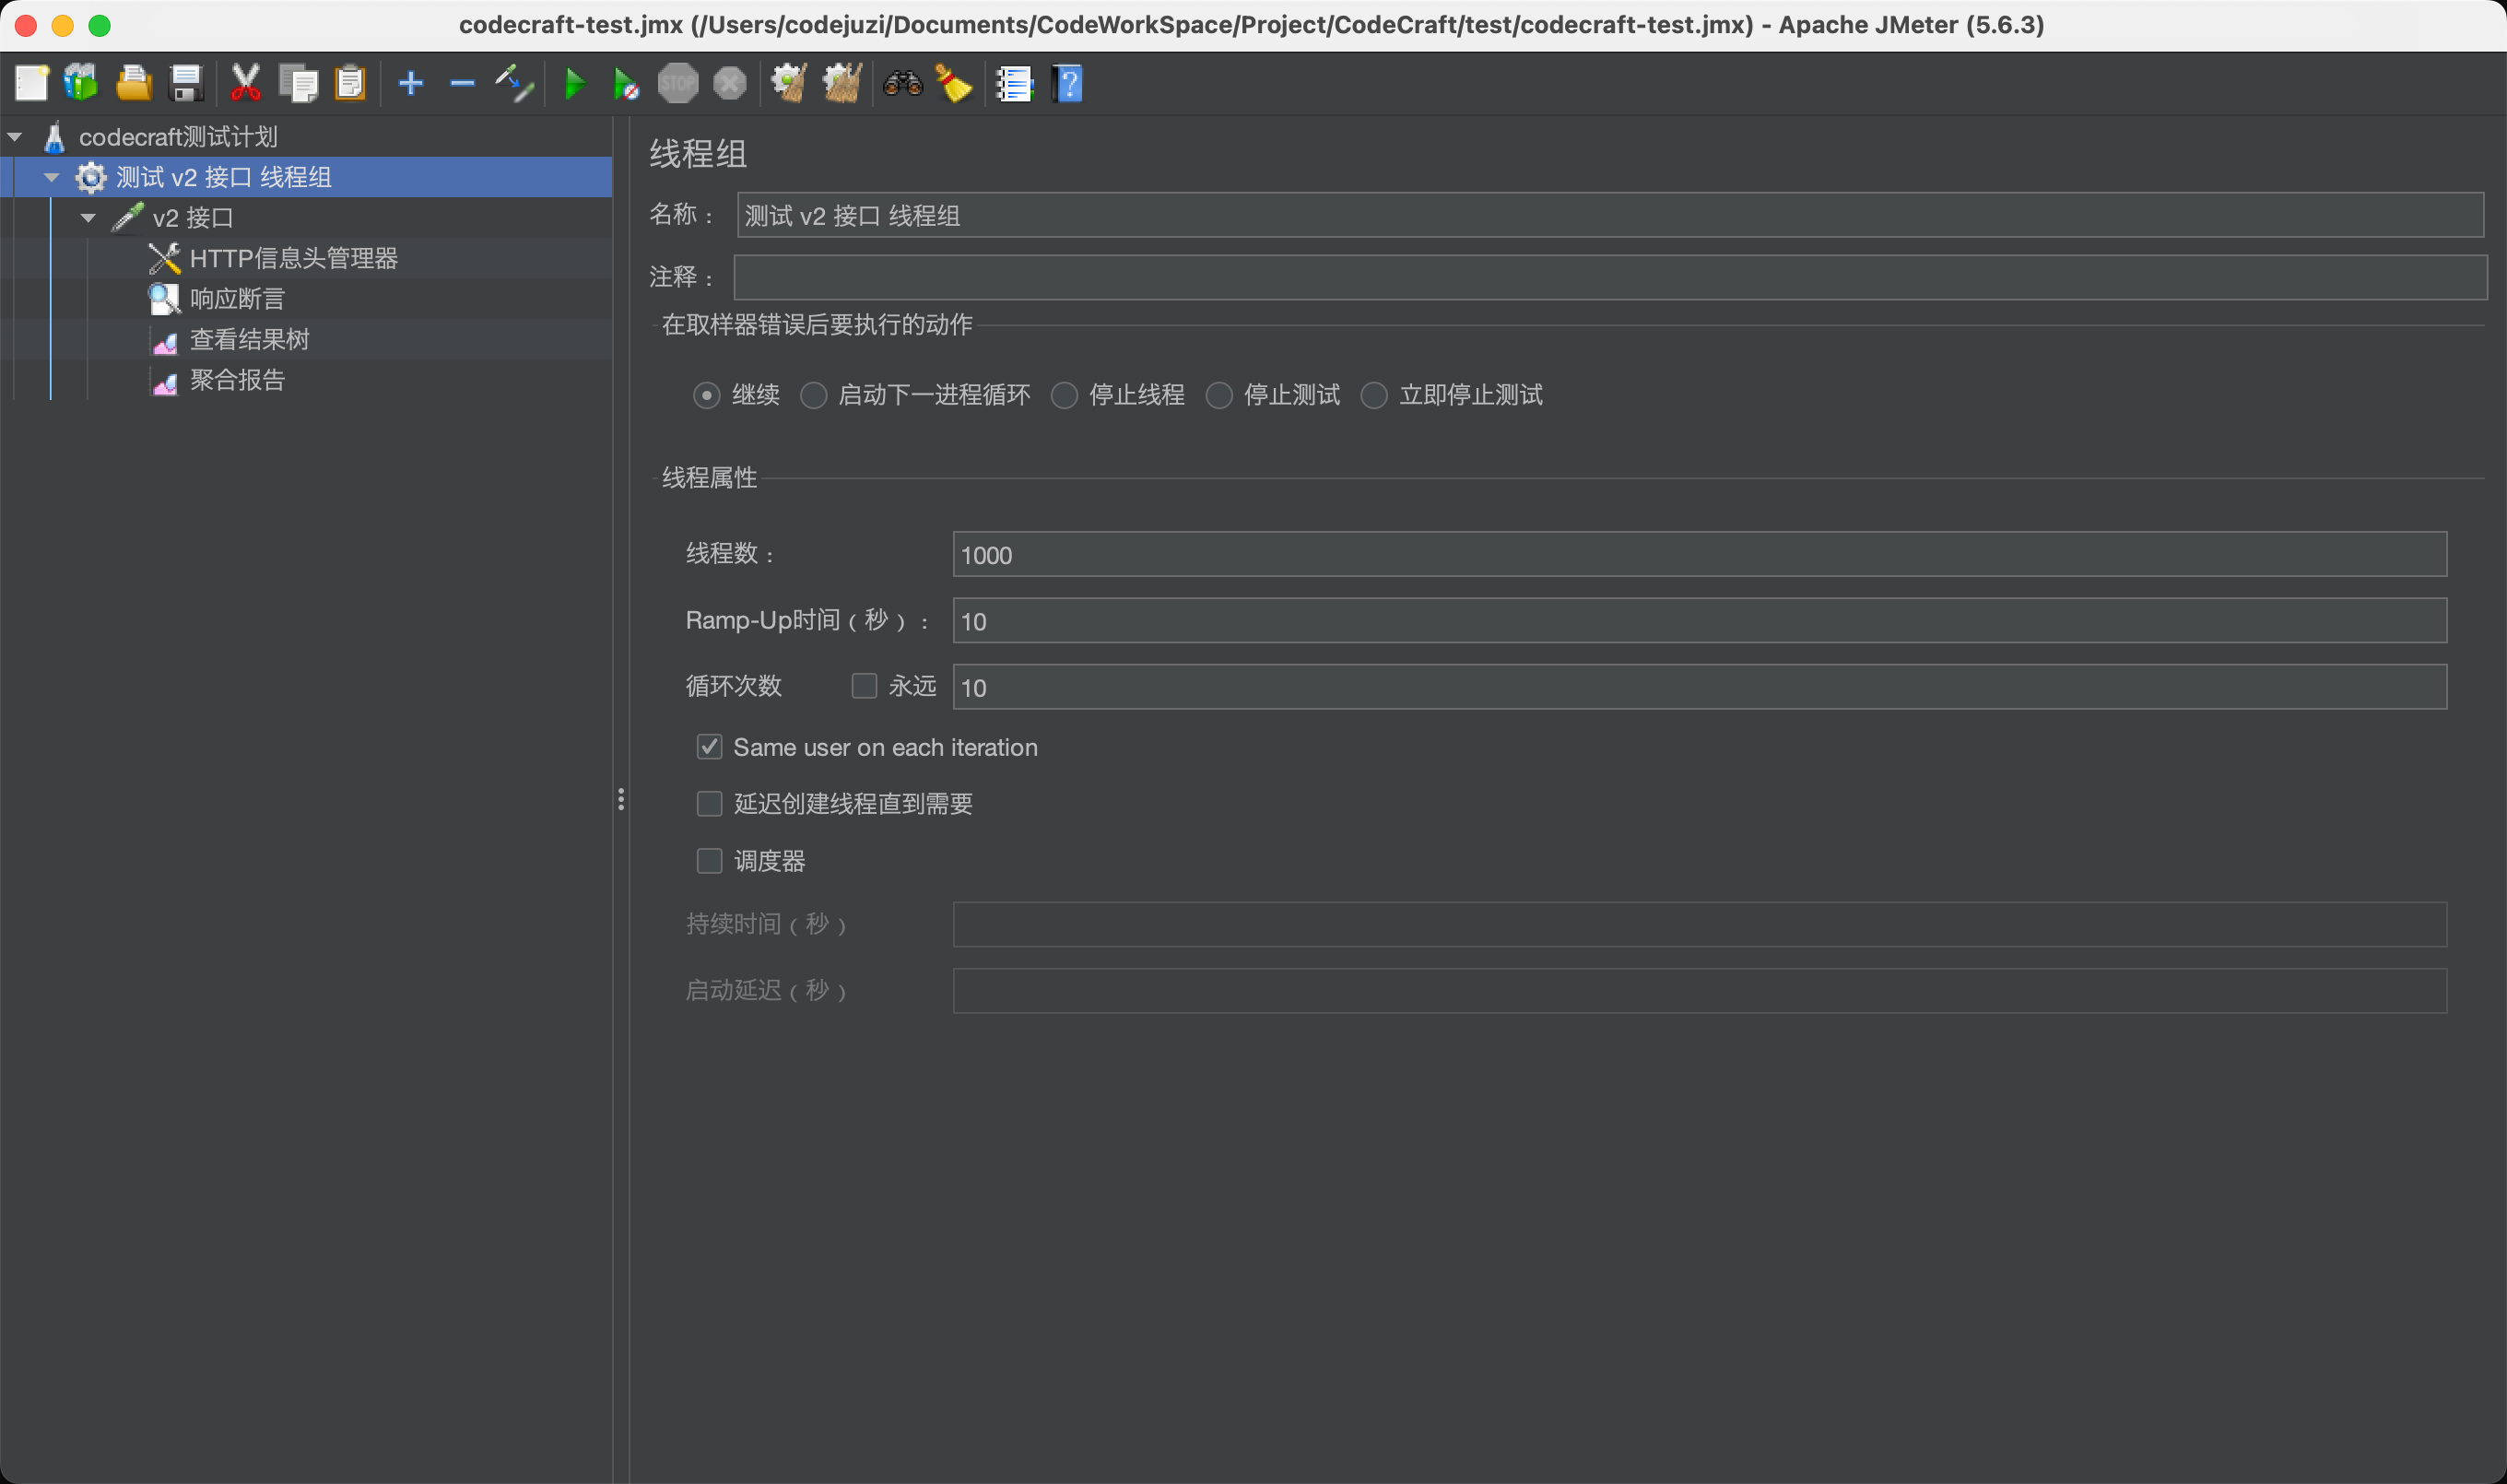 codecraft-test.jmx (/Users/codejuzi/Documents/CodeWorkSpace/Project/CodeCraft/test/codecraft-test.jmx) - Apache JMeter (5.6.3)
STOP
?
codecraft测试计划
测试 v2 接口 线程组
v2 接口
HTTP信息头管理器
响应断言
查看结果树
聚合报告
线程组
名称： 测试 v2 接口 线程组
注释：
在取样器错误后要执行的动作
继续 启动下一进程循环 停止线程 停止测试 立即停止测试
线程属性
线程数： 1000
Ramp-Up时间（秒）： 10
循环次数 永远 10
Same user on each iteration
延迟创建线程直到需要
调度器
持续时间（秒）
启动延迟（秒）